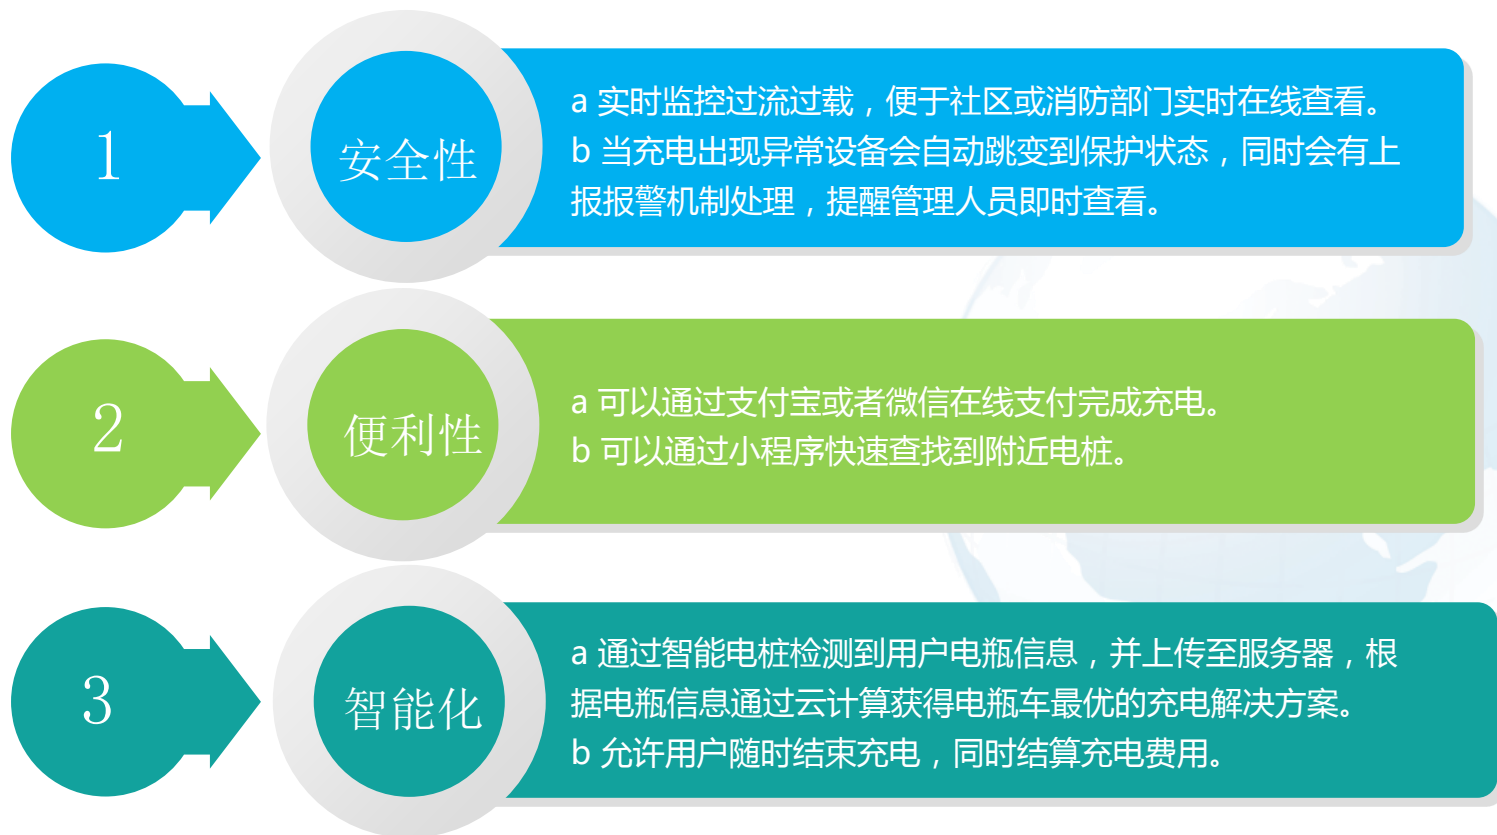 1
安全性
a 实时监控过流过载，便于社区或消防部门实时在线查看。
b 当充电出现异常设备会自动跳变到保护状态，同时会有上
报报警机制处理，提醒管理人员即时查看。
2
便利性
a 可以通过支付宝或者微信在线支付完成充电。
b 可以通过小程序快速查找到附近电桩。
3
智能化
a 通过智能电桩检测到用户电瓶信息，并上传至服务器，根
据电瓶信息通过云计算获得电瓶车最优的充电解决方案。
b 允许用户随时结束充电，同时结算充电费用。